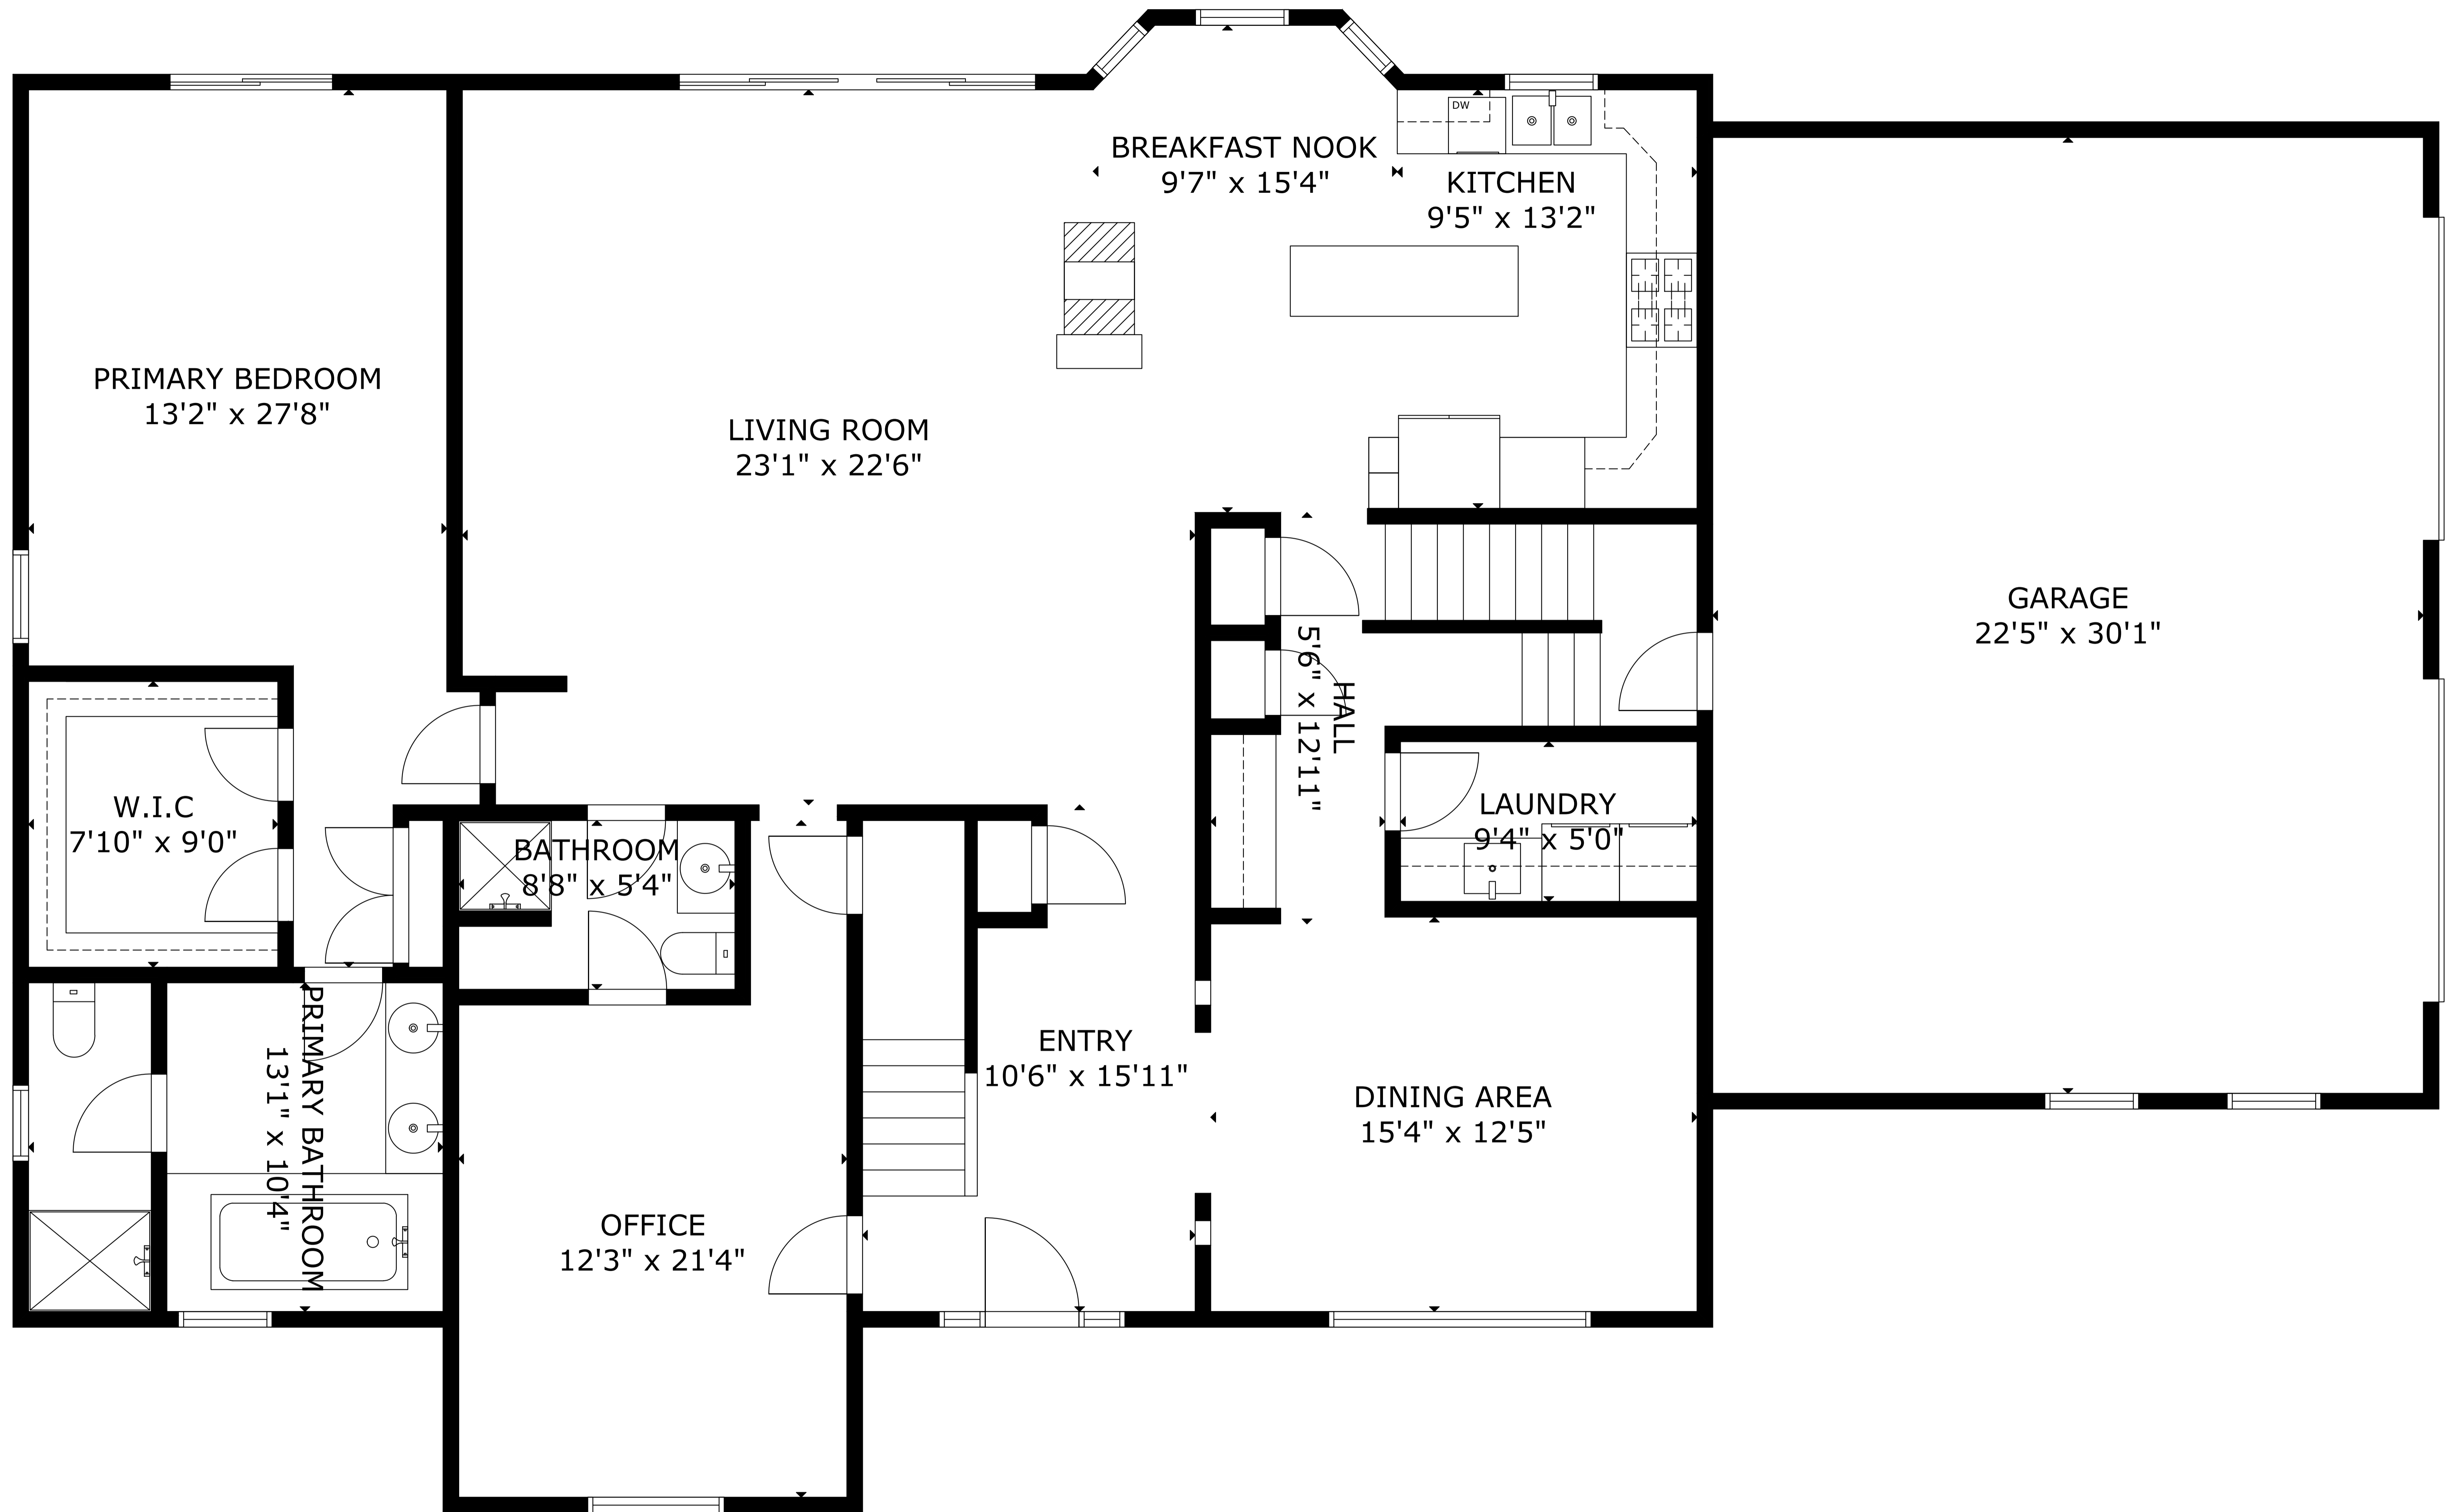 DW
BREAKFAST NOOK
9'7" x 15'4"
KITCHEN
9'5" x 13'2"
PRIMARY BEDROOM
13'2" x 27'8"
LIVING ROOM
23'1" x 22'6"
GARAGE
22'5" x 30'1"
HALL
5'6" x 12'11"
W.I.C
7'10" x 9'0"
BATHROOM
8'8" x 5'4"
LAUNDRY
9'4" x 5'0"
PRIMARY BATHROOM
13'1" x 10'4"
ENTRY
10'6" x 15'11"
DINING AREA
15'4" x 12'5"
OFFICE
12'3" x 21'4"